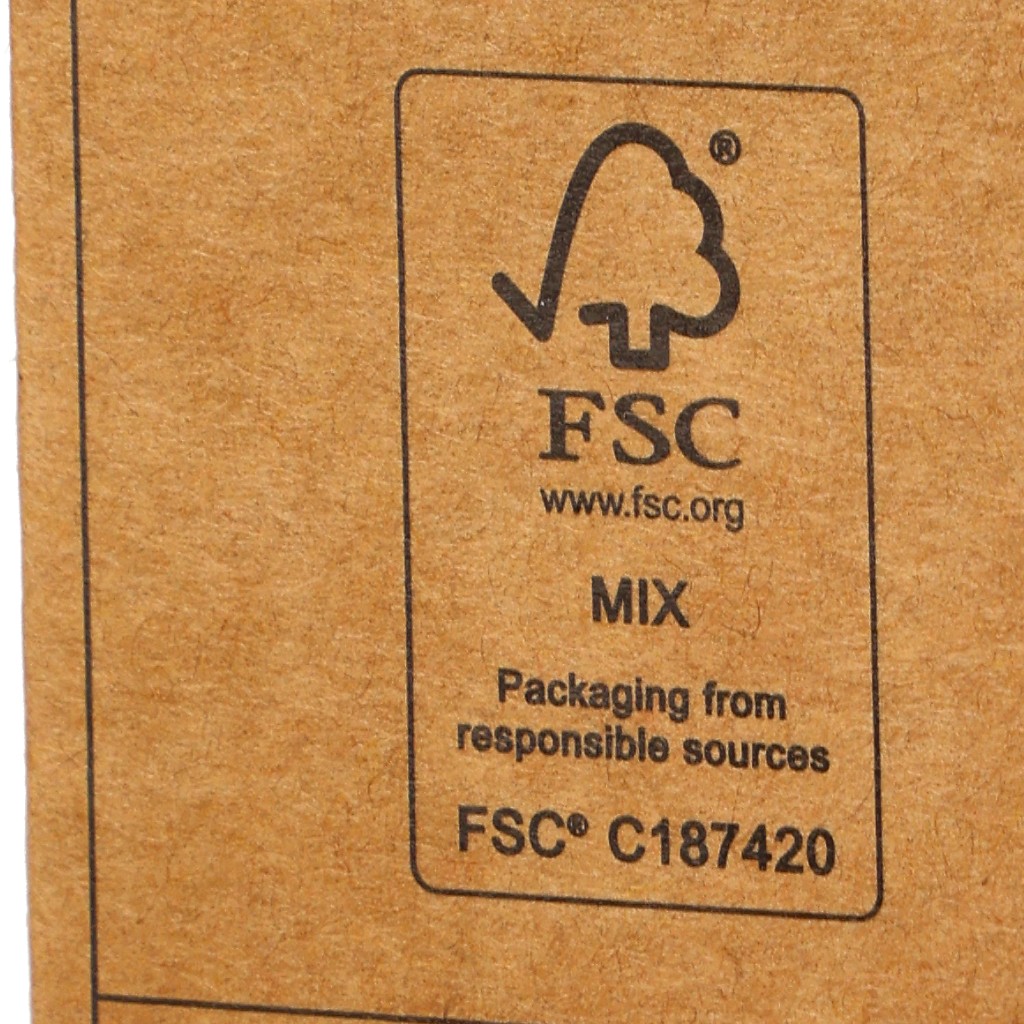 ®
FSC
www.fsc.org
MIX
Packaging from
responsible sources
FSC® C187420